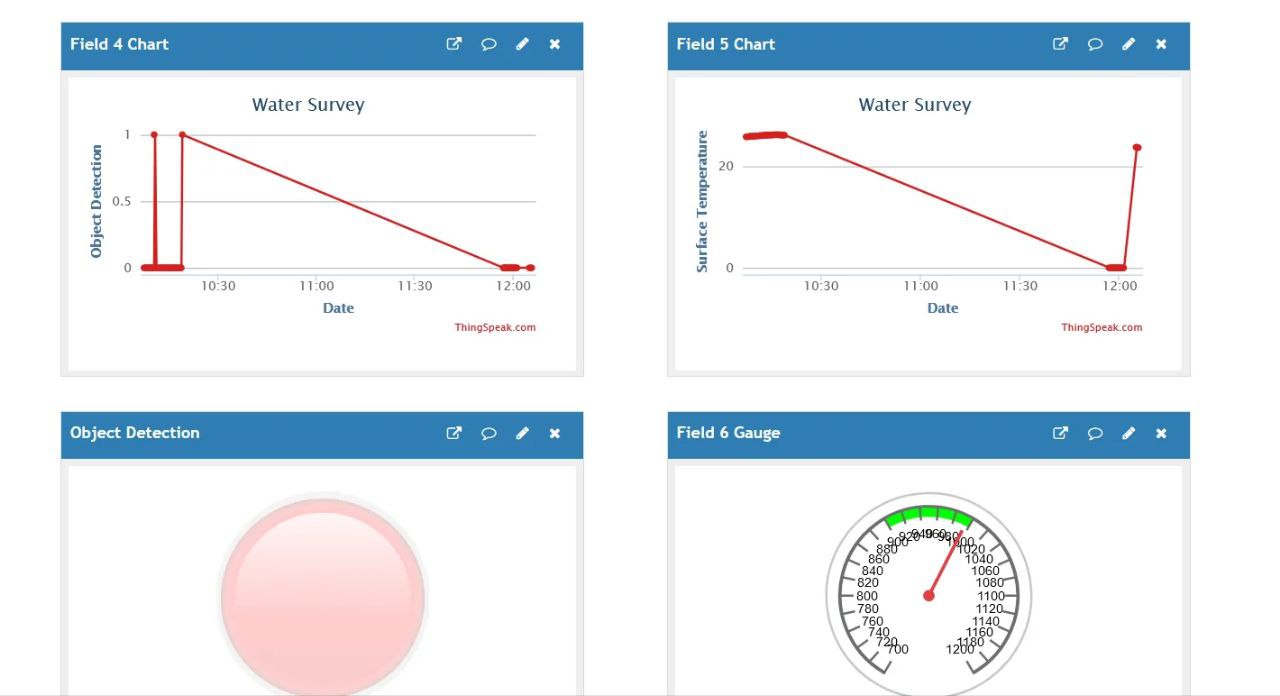 Field 4 Chart
Water Survey
Object Detection
1
0.5
0
10:30 11:00 11:30 12:00
Date
ThingSpeak.com
Field 5 Chart
Water Survey
Surface Temperature
20
0
10:30 11:00 11:30 12:00
Date
ThingSpeak.com
Object Detection
Field 6 Gauge
700
720
740
760
780
800
820
840
860
880
900
920
940
960
980
1000
1020
1040
1060
1080
1100
1120
1140
1160
1180
1200